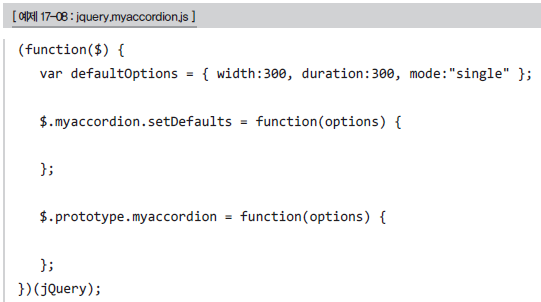 [ 예제 17-08 : jquery.myaccordion.js ]
(function($) {
var defaultOptions = { width:300, duration:300, mode:"single" };
$.myaccordion.setDefaults = function(options) {
};
$.prototype.myaccordion = function(options) {
};
})(jQuery);